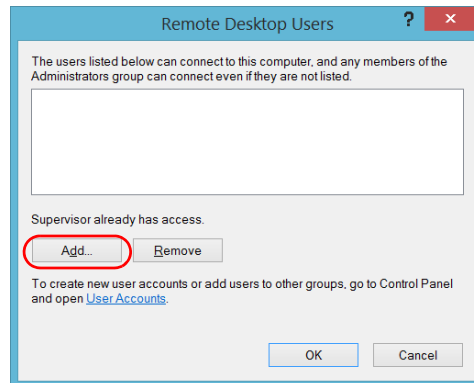 Remote Desktop Users
?
The users listed below can connect to this computer, and any members of the
Administrators group can connect even if they are not listed.
Supervisor already has access.
Add... Remove
To create new user accounts or add users to other groups, go to Control Panel
and open User Accounts.
OK Cancel